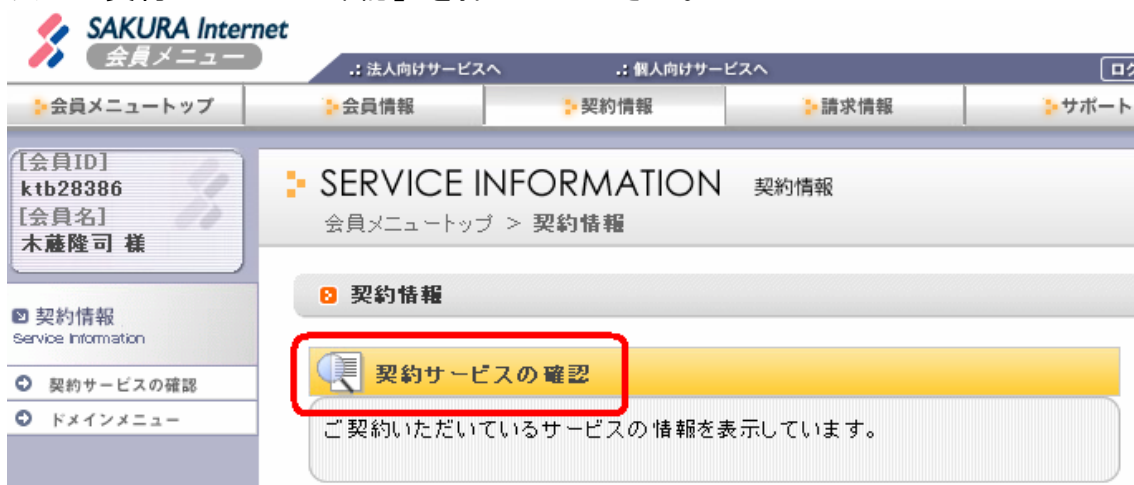 SAKURA Internet
会員メニュー
.: 法人向けサービスへ
.: 個人向けサービスへ
会員メニュートップ
会員情報
契約情報
請求情報
サポート
[会員ID]
ktb28386
[会員名]
木藤隆司 様
契約情報
Service Information
契約サービスの確認
ドメインメニュー
SERVICE INFORMATION 契約情報
会員メニュートップ > 契約情報
契約情報
契約サービスの確認
ご契約いただいているサービスの情報を表示しています。